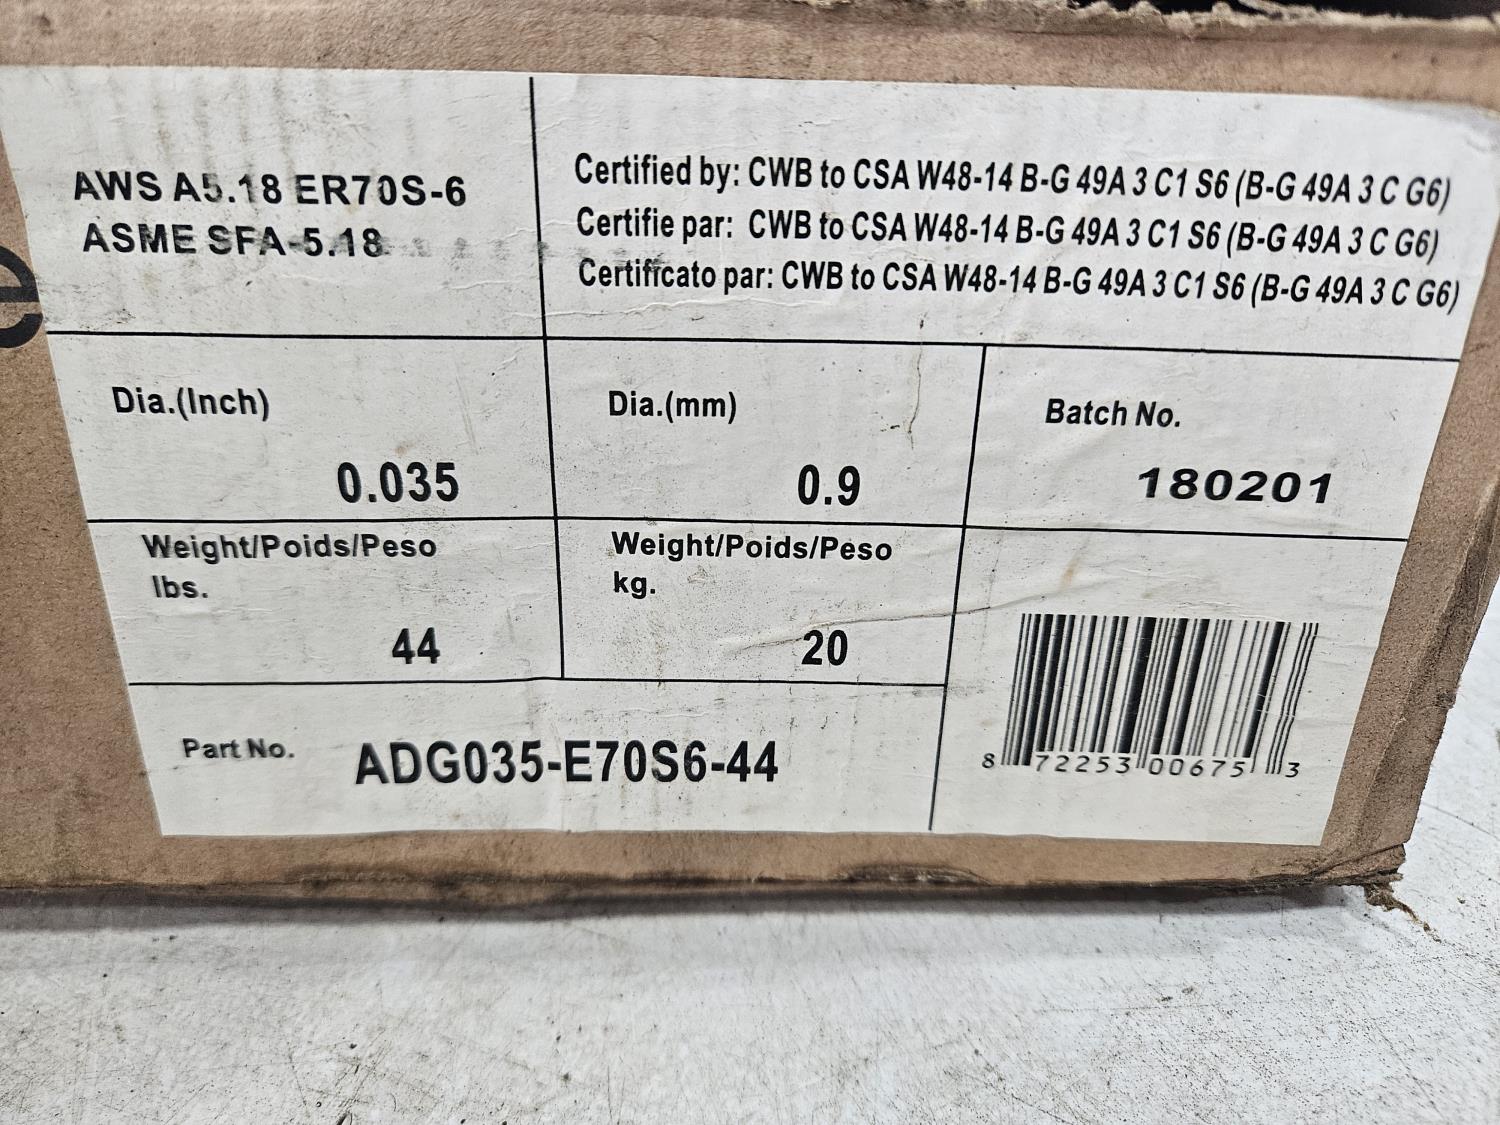 AWS A5.18 ER70S-6
ASME SFA-5.18
Certified by: CWB to CSA W48-14 B-G 49A 3 C1 S6 (B-G 49A 3 C G6)
Certifie par: CWB to CSA W48-14 B-G 49A 3 C1 S6 (B-G 49A 3 C G6)
Certificato par: CWB to CSA W48-14 B-G 49A 3 C1 S6 (B-G 49A 3 C G6)
Dia.(Inch)
0.035
Dia.(mm)
0.9
Batch No.
180201
Weight/Poids/Peso
lbs.
44
Weight/Poids/Peso
kg.
20
Part No. ADG035-E70S6-44
8 72253 00675 3